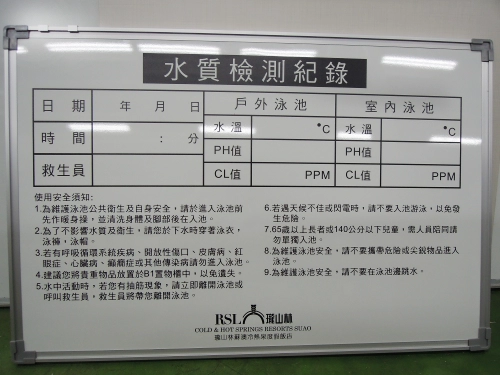 水質檢測紀錄
日期 年 月 日 戶外泳池 室內泳池
水溫 °C 水溫 °C
時間 : 分
PH值 PH值
救生員 CL值 PPM CL值 PPM
使用安全須知:
1.為維護泳池公共衛生及自身安全，請於進入泳池前
先作暖身操，並清洗身體及腳部後在入池。
2.為了不影響水質及衛生，請您於下水時穿著泳衣，
泳褲，泳帽。
3.若有呼吸循環系統疾病、開放性傷口、皮膚病、紅
眼症、心臟病、癲癇症或其他傳染病請勿進入泳池。
4.建議您將貴重物品放置於B1置物櫃中，以免遺失。
5.水中活動時，若您有抽筋現象，請立即離開泳池或
呼叫救生員，救生員將帶您離開泳池。
6.若遇天候不佳或閃電時，請不要入池游泳，以免發
生危險。
7.65歲以上長者或140公分以下兒童，需人員陪同請
勿單獨入池。
8.為維護泳池安全，請不要攜帶危險或尖銳物品進入
泳池。
9.為維護泳池安全，請不要在泳池邊跳水。
RSL 瓏山林
COLD & HOT SPRINGS RESORTS SUAO
瓏山林蘇澳冷熱泉度假飯店